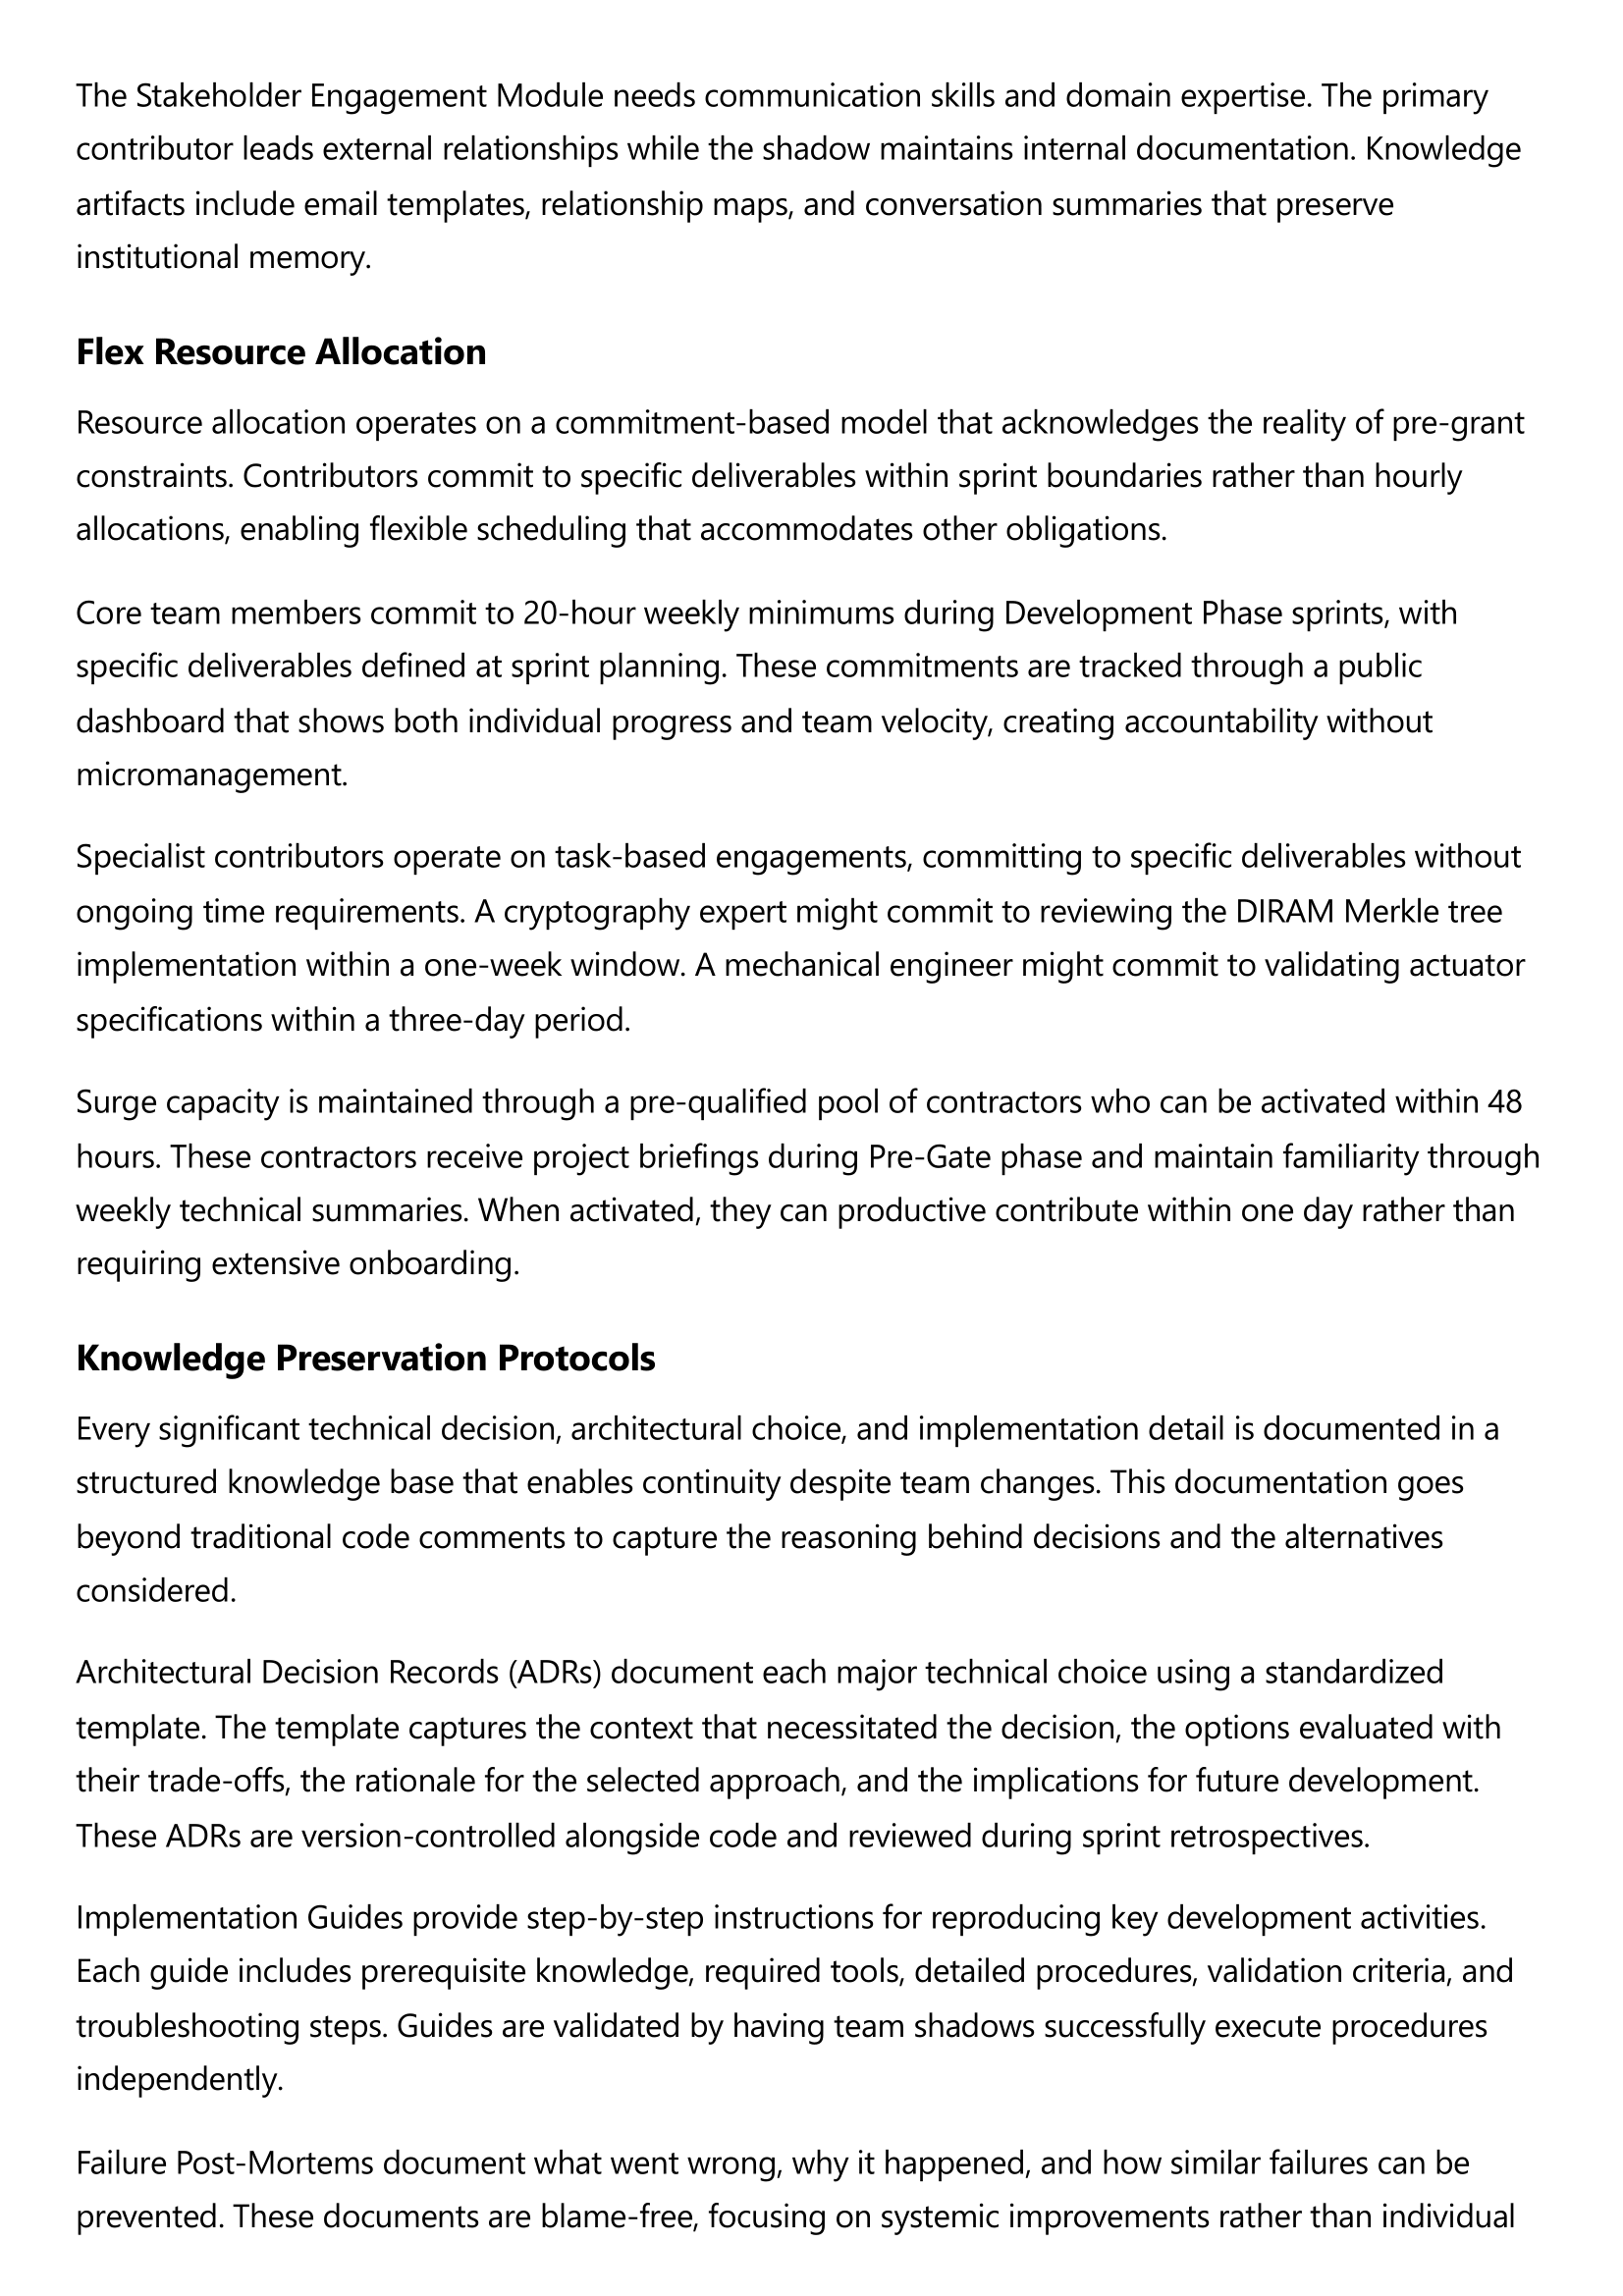 The Stakeholder Engagement Module needs communication skills and domain expertise. The primary
contributor leads external relationships while the shadow maintains internal documentation. Knowledge
artifacts include email templates, relationship maps, and conversation summaries that preserve
institutional memory.
Flex Resource Allocation
Resource allocation operates on a commitment-based model that acknowledges the reality of pre-grant
constraints. Contributors commit to specific deliverables within sprint boundaries rather than hourly
allocations, enabling flexible scheduling that accommodates other obligations.
Core team members commit to 20-hour weekly minimums during Development Phase sprints, with
specific deliverables defined at sprint planning. These commitments are tracked through a public
dashboard that shows both individual progress and team velocity, creating accountability without
micromanagement.
Specialist contributors operate on task-based engagements, committing to specific deliverables without
ongoing time requirements. A cryptography expert might commit to reviewing the DIRAM Merkle tree
implementation within a one-week window. A mechanical engineer might commit to validating actuator
specifications within a three-day period.
Surge capacity is maintained through a pre-qualified pool of contractors who can be activated within 48
hours. These contractors receive project briefings during Pre-Gate phase and maintain familiarity through
weekly technical summaries. When activated, they can productive contribute within one day rather than
requiring extensive onboarding.
Knowledge Preservation Protocols
Every significant technical decision, architectural choice, and implementation detail is documented in a
structured knowledge base that enables continuity despite team changes. This documentation goes
beyond traditional code comments to capture the reasoning behind decisions and the alternatives
considered.
Architectural Decision Records (ADRs) document each major technical choice using a standardized
template. The template captures the context that necessitated the decision, the options evaluated with
their trade-offs, the rationale for the selected approach, and the implications for future development.
These ADRs are version-controlled alongside code and reviewed during sprint retrospectives.
Implementation Guides provide step-by-step instructions for reproducing key development activities.
Each guide includes prerequisite knowledge, required tools, detailed procedures, validation criteria, and
troubleshooting steps. Guides are validated by having team shadows successfully execute procedures
independently.
Failure Post-Mortems document what went wrong, why it happened, and how similar failures can be
prevented. These documents are blame-free, focusing on systemic improvements rather than individual